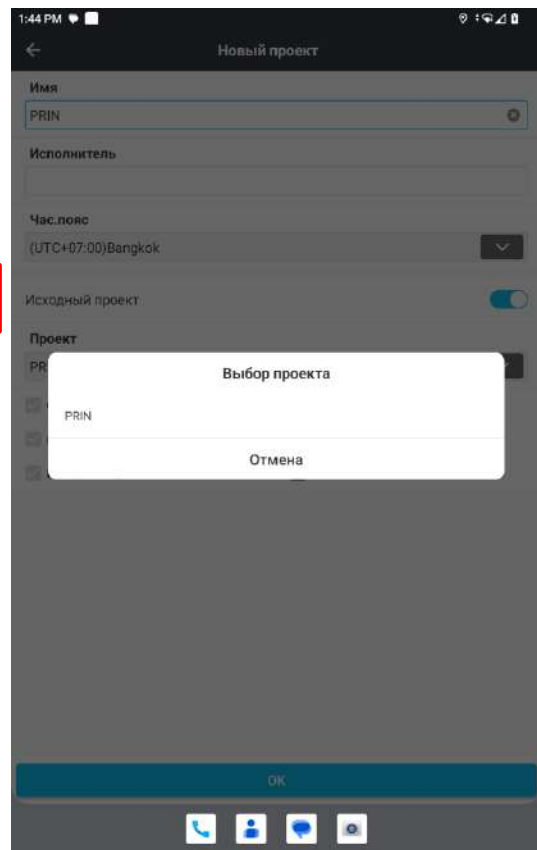 1:44 PM
Новый проект
Имя
PRIN
Исполнитель
Час.пояс
(UTC+07:00)Bangkok
Исходный проект
Проект
PR
Выбор проекта
PRIN
Отмена
OK